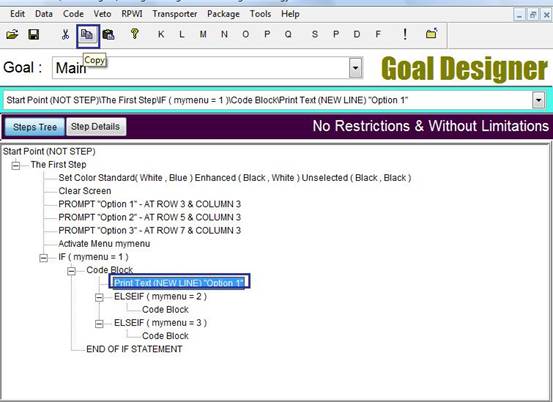 Edit Data Code Veto RPWI Transporter Package Window Help
? K L M N O P Q S P D F !
Copy
Goal : Main
Goal Designer
Start Point (NOT STEP)\The First Step\IF ( mymenu = 1 )\Code Block\Print Text (NEW LINE) "Option 1"
Steps Tree Step Details No Restrictions & Without Limitations
Start Point (NOT STEP)
The First Step
Set Color Standard( White , Blue ) Enhanced ( Black , White ) Unselected ( Black , Black )
Clear Screen
PROMPT "Option 1" - AT ROW 3 & COLUMN 3
PROMPT "Option 2" - AT ROW 5 & COLUMN 3
PROMPT "Option 3" - AT ROW 7 & COLUMN 3
Activate Menu mymenu
IF ( mymenu = 1 )
Code Block
Print Text (NEW LINE) "Option 1"
ELSEIF ( mymenu = 2 )
Code Block
ELSEIF ( mymenu = 3 )
Code Block
END OF IF STATEMENT